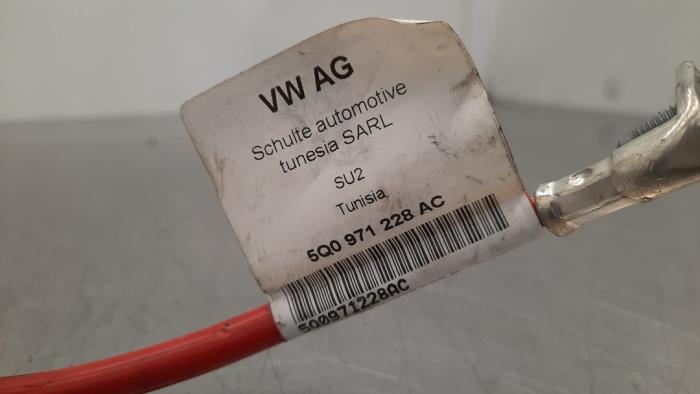 VW AG
Schulte automotive
tunesia SARL
SU2
Tunisia
5Q0 971 228 AC
5Q0971228AC